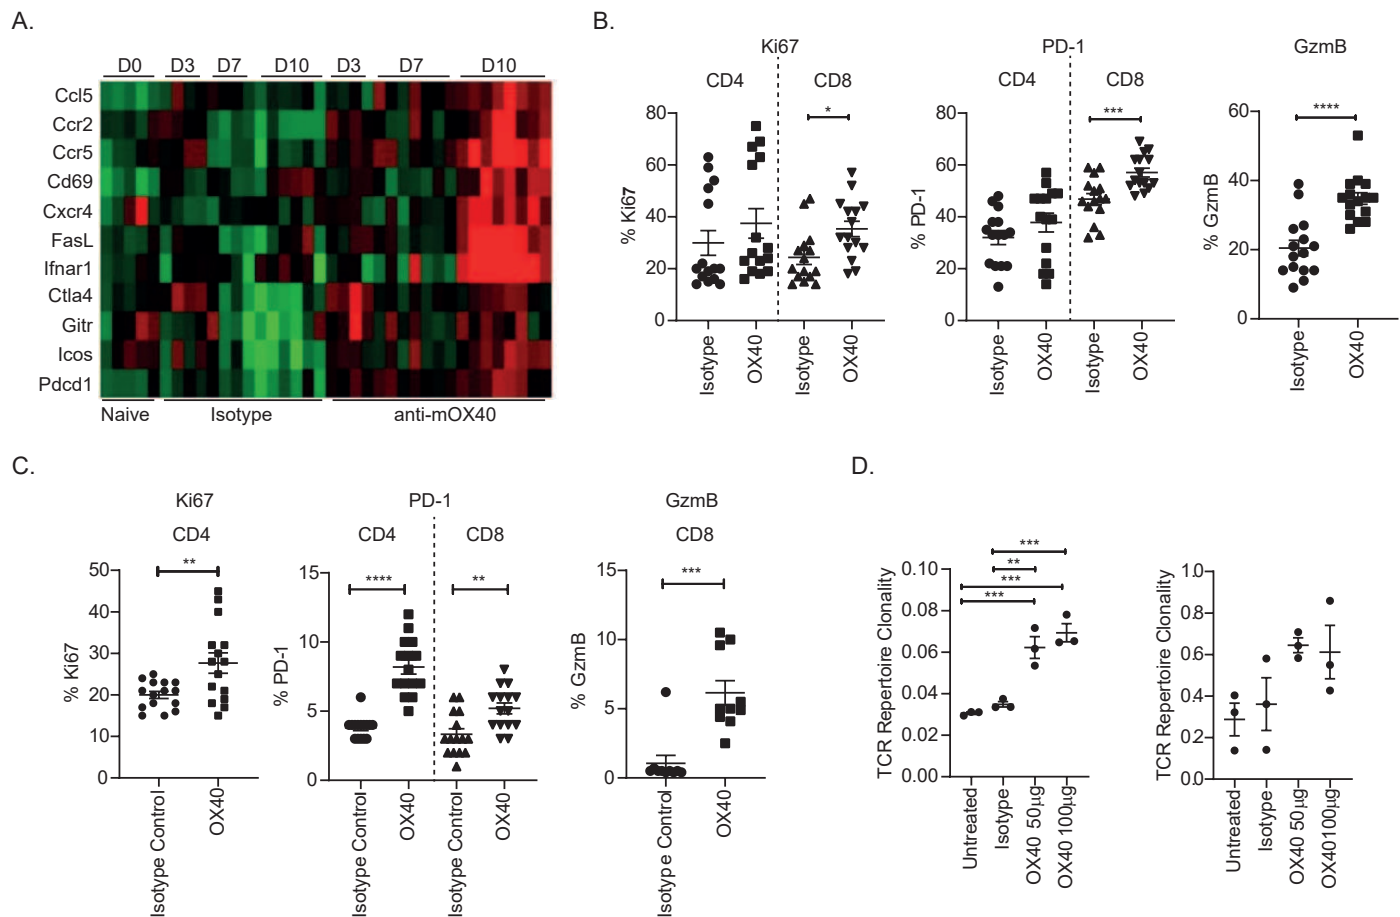 A.
D0 D3 D7 D10 D3 D7 D10
Ccl5
Ccr2
Ccr5
Cd69
Cxcr4
FasL
Ifnar1
Ctla4
Gitr
Icos
Pdcd1
Naive Isotype anti-mOX40
B.
Ki67
CD4 CD8
*
80
60
40
20
0
% Ki67
Isotype OX40 Isotype OX40
PD-1
CD4 CD8
***
80
60
40
20
0
% PD-1
Isotype OX40 Isotype OX40
GzmB
****
60
40
20
0
% GzmB
Isotype OX40
C.
Ki67
CD4
**
50
40
30
20
10
0
% Ki67
Isotype Control OX40
PD-1
CD4 CD8
**** **
15
10
5
0
% PD-1
Isotype Control OX40 Isotype Control OX40
GzmB
CD8
***
15
10
5
0
% GzmB
Isotype Control OX40
D.
***
**
***
***
0.10
0.08
0.06
0.04
0.02
0.00
TCR Repertoire Clonality
Untreated Isotype OX40 50µg OX40 100µg
1.0
0.8
0.6
0.4
0.2
0.0
TCR Repertoire Clonality
Untreated Isotype OX40 50µg OX40100µg